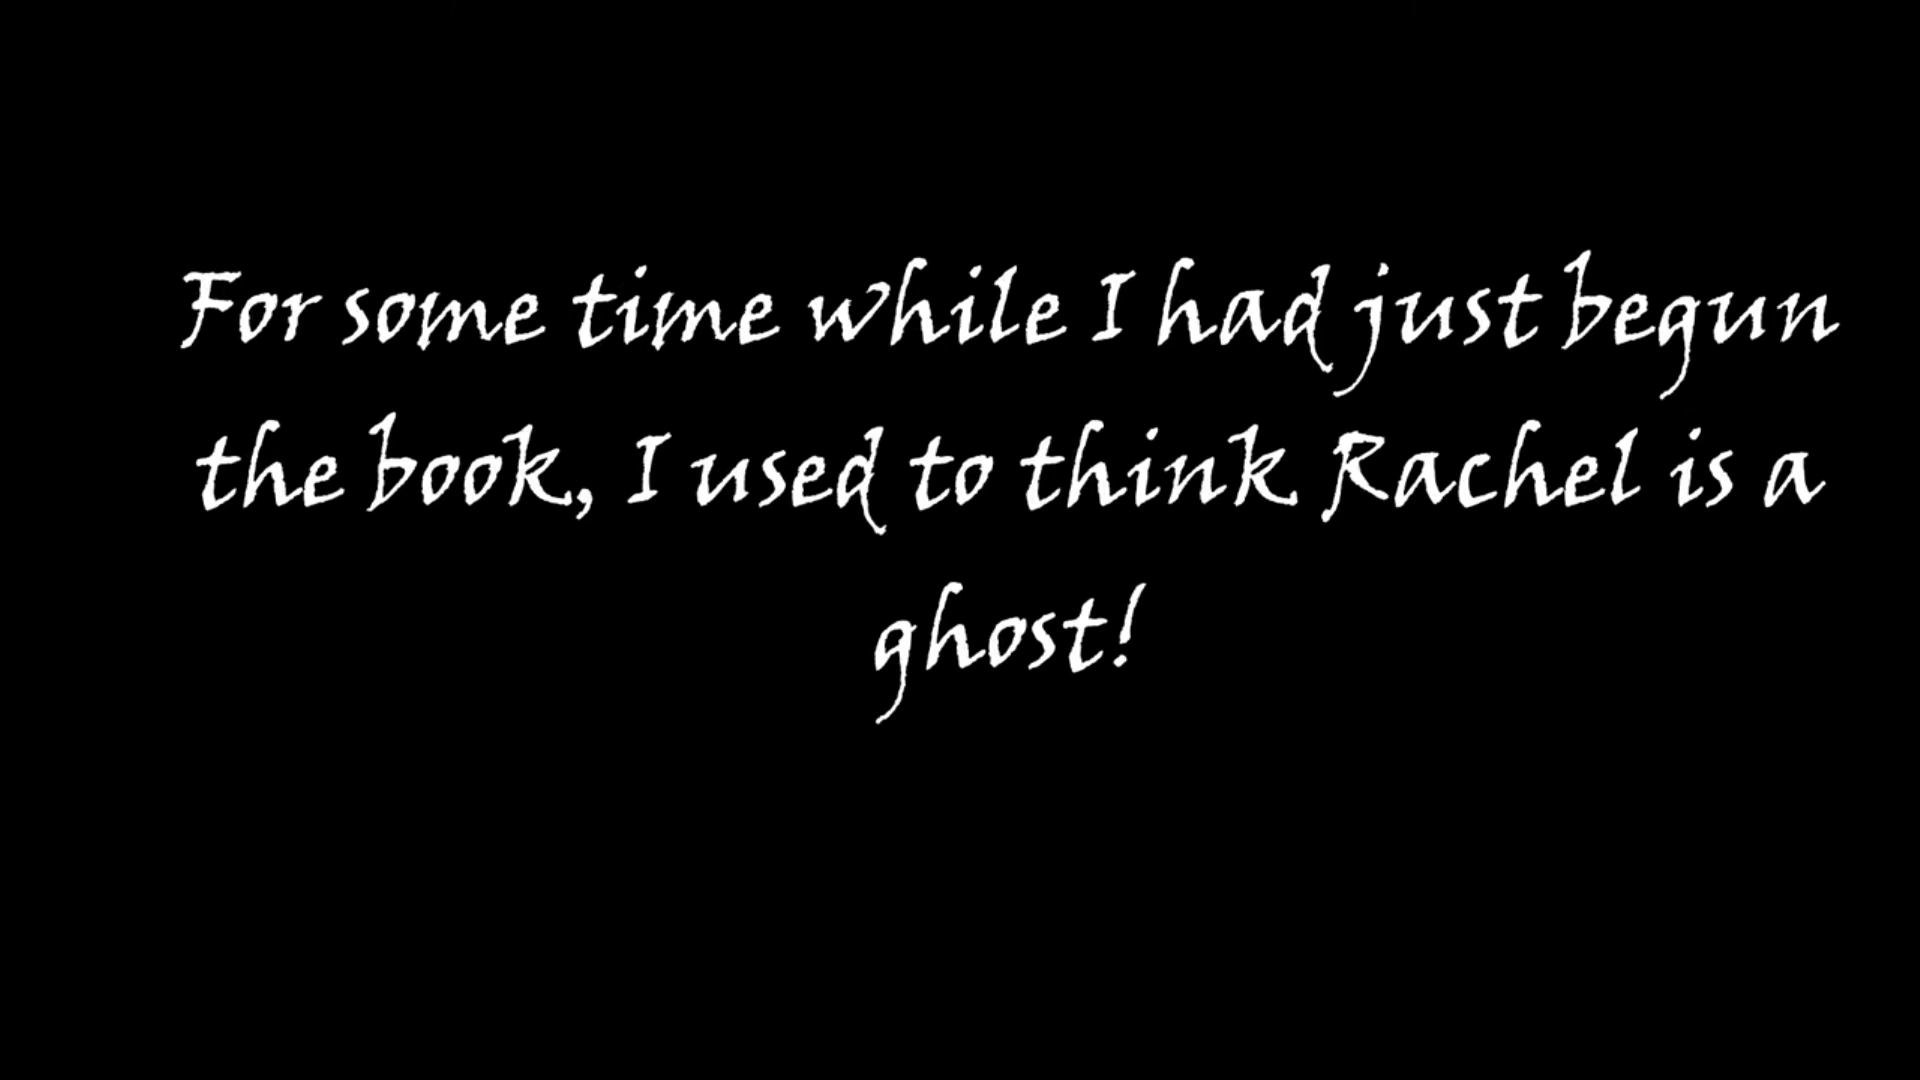 For some time while I had just begun
the book, I used to think Rachel is a
ghost!